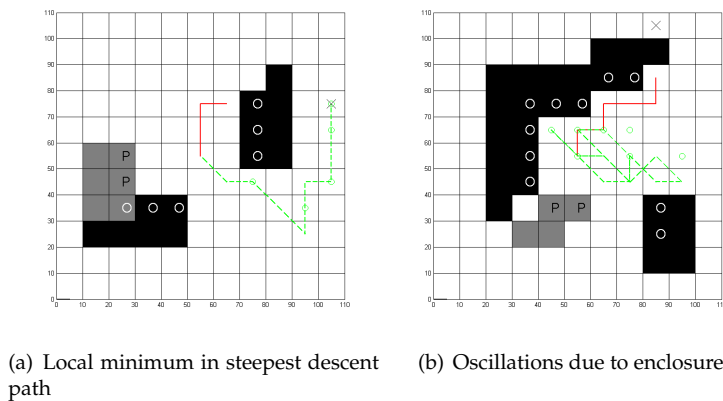 110
100
90
80
70
60
50
40
30
20
10
0
0 10 20 30 40 50 60 70 80 90 100 110
O
O
O
P
P
O O O
110
100
90
80
70
60
50
40
30
20
10
0
0 10 20 30 40 50 60 70 80 90 100 110
O O
O O O
O
O
O
P P
O
O
(a) Local minimum in steepest descent
path
(b) Oscillations due to enclosure